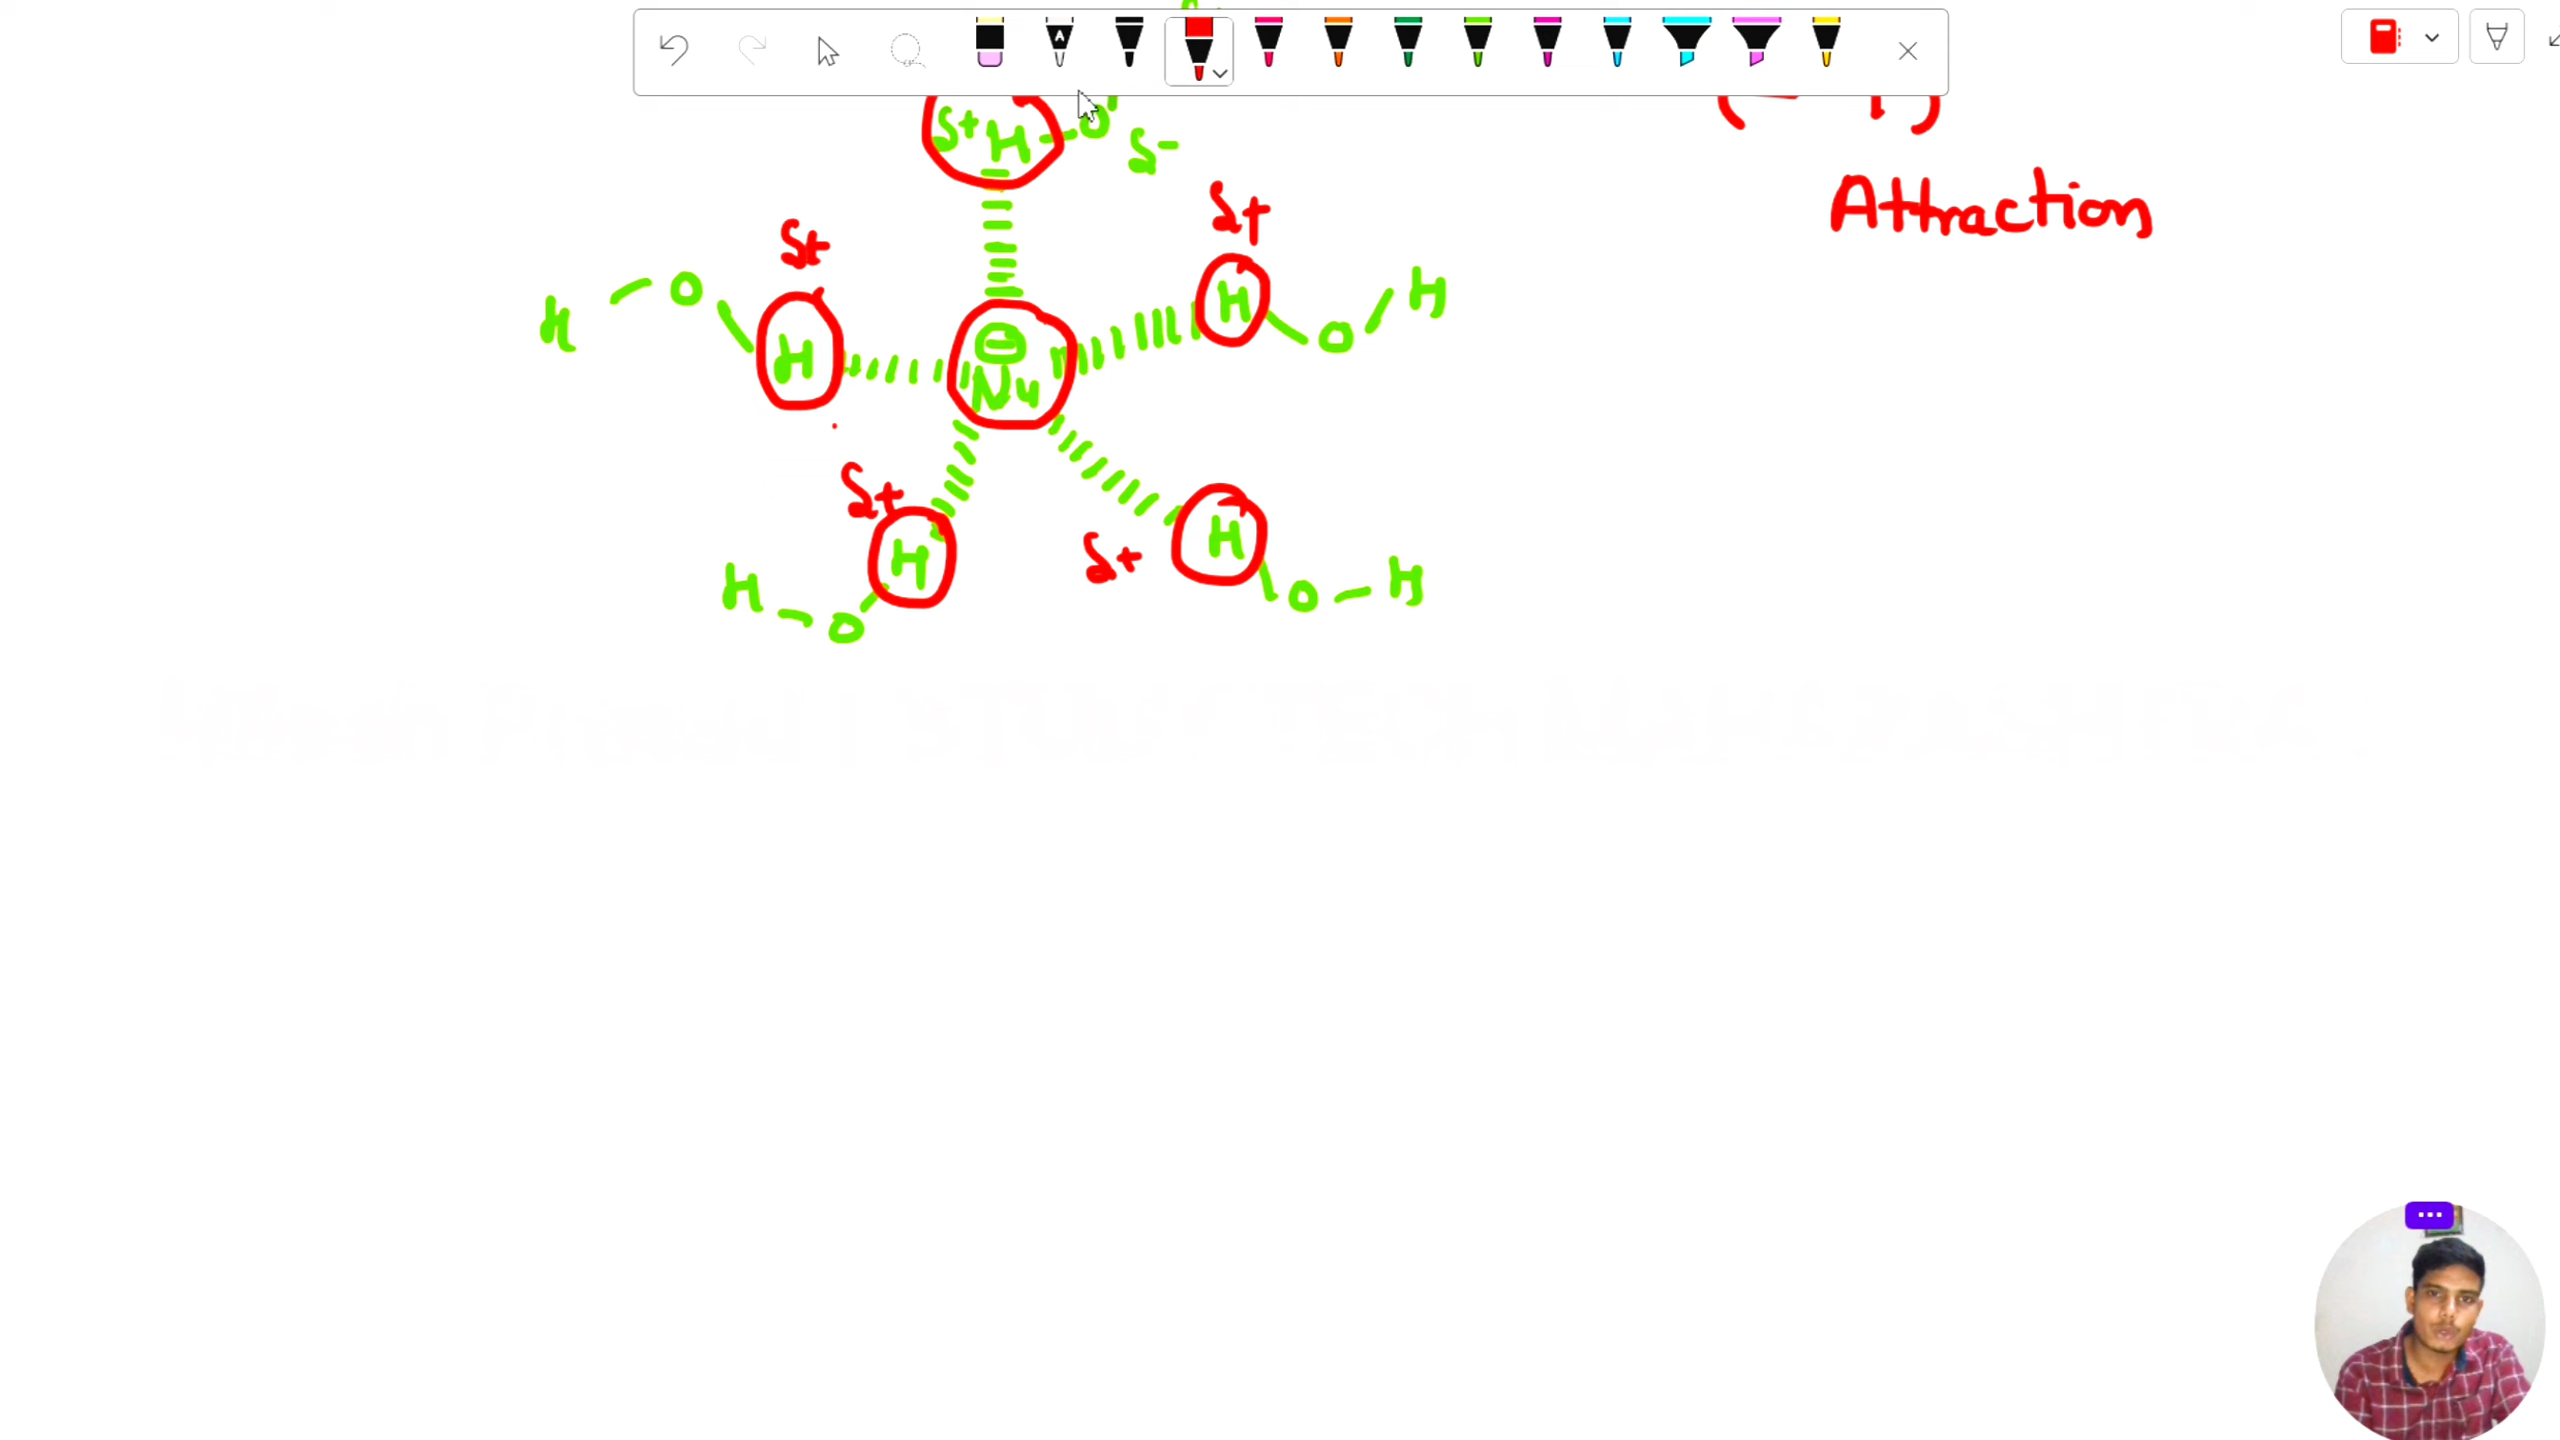 A
δ+ H - O δ-
Attraction
δ+ δ+
H - O H ⊖ Nu H O H
δ+ δ+
H - O H H O - H